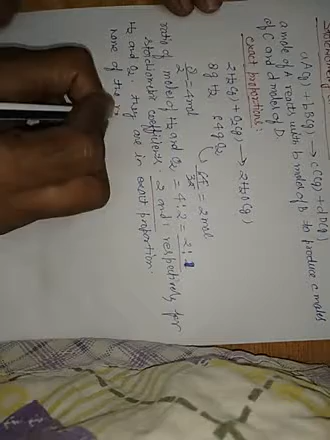 aA(g) + bB(g) → cC(g) + dD(g)
a mole of A reacts with b moles of B to produce c moles
of C and d moles of D.
exact proportions:
2H₂(g) + O₂(g) → 2H₂O(g)
8g H₂ 64g O₂
8/2 = 4mol 64/32 = 2mol
ratio of moles of H₂ and O₂ = 4:2 = 2:1
stoichiometric coefficients: 2 and 1 respectively for
H₂ and O₂. they are in exact proportion.
none of the